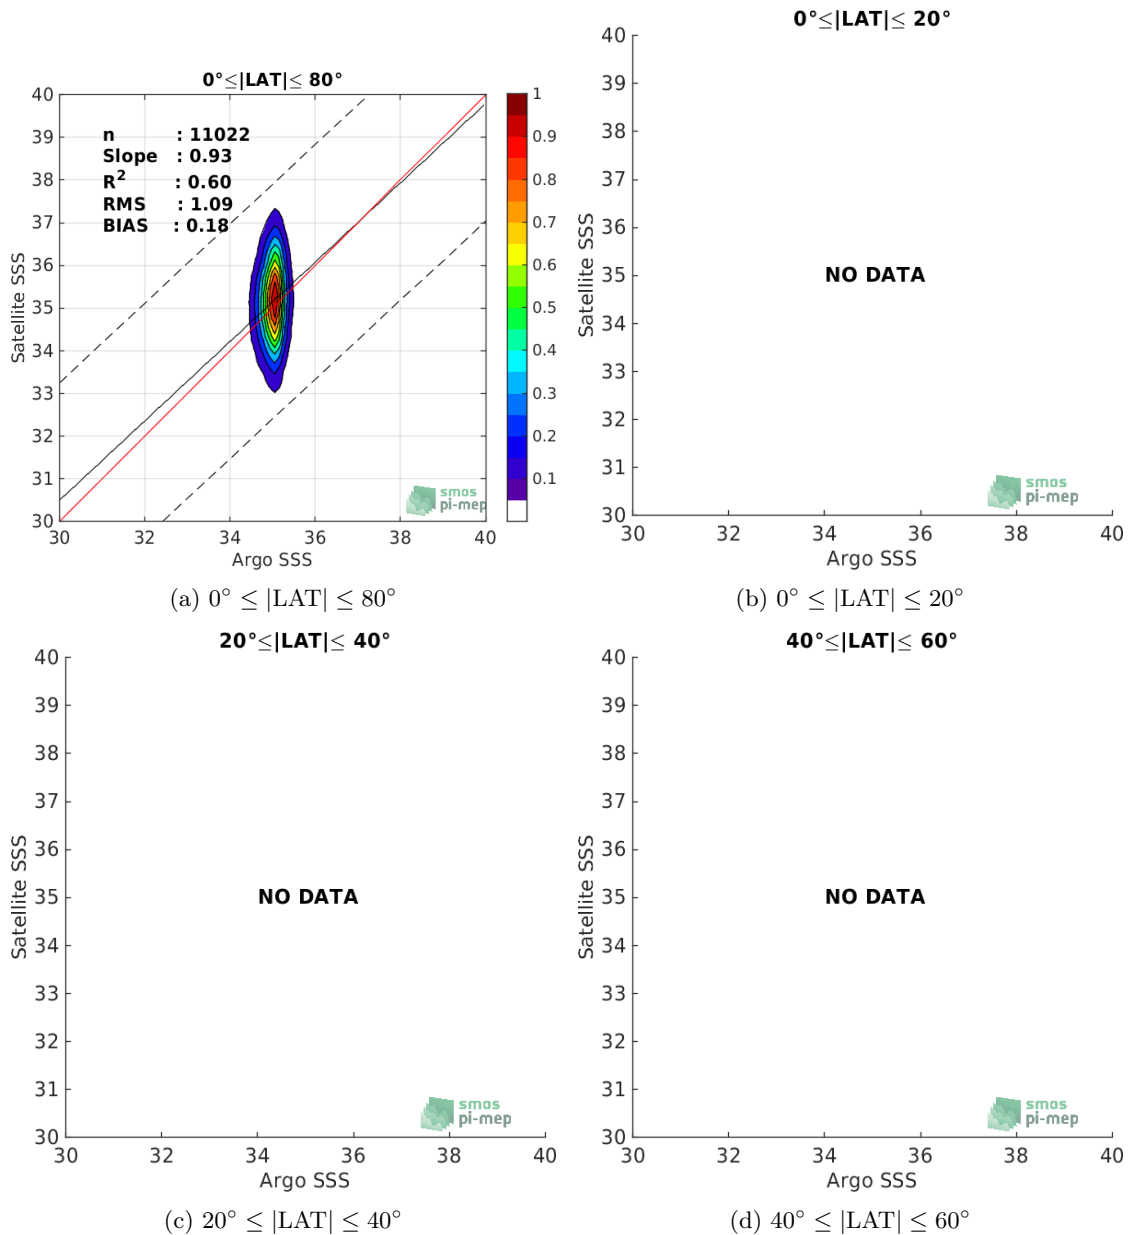 0°≤|LAT|≤ 80°
40
39
38
37
36
35
34
33
32
31
30
Satellite SSS
n : 11022
Slope : 0.93
R² : 0.60
RMS : 1.09
BIAS : 0.18
smos
pi-mep
30 32 34 36 38 40
Argo SSS
1
0.9
0.8
0.7
0.6
0.5
0.4
0.3
0.2
0.1
(a) 0° ≤ |LAT| ≤ 80°
0°≤|LAT|≤ 20°
40
39
38
37
36
35
34
33
32
31
30
Satellite SSS
NO DATA
smos
pi-mep
30 32 34 36 38 40
Argo SSS
(b) 0° ≤ |LAT| ≤ 20°
20°≤|LAT|≤ 40°
40
39
38
37
36
35
34
33
32
31
30
Satellite SSS
NO DATA
smos
pi-mep
30 32 34 36 38 40
Argo SSS
(c) 20° ≤ |LAT| ≤ 40°
40°≤|LAT|≤ 60°
40
39
38
37
36
35
34
33
32
31
30
Satellite SSS
NO DATA
smos
pi-mep
30 32 34 36 38 40
Argo SSS
(d) 40° ≤ |LAT| ≤ 60°